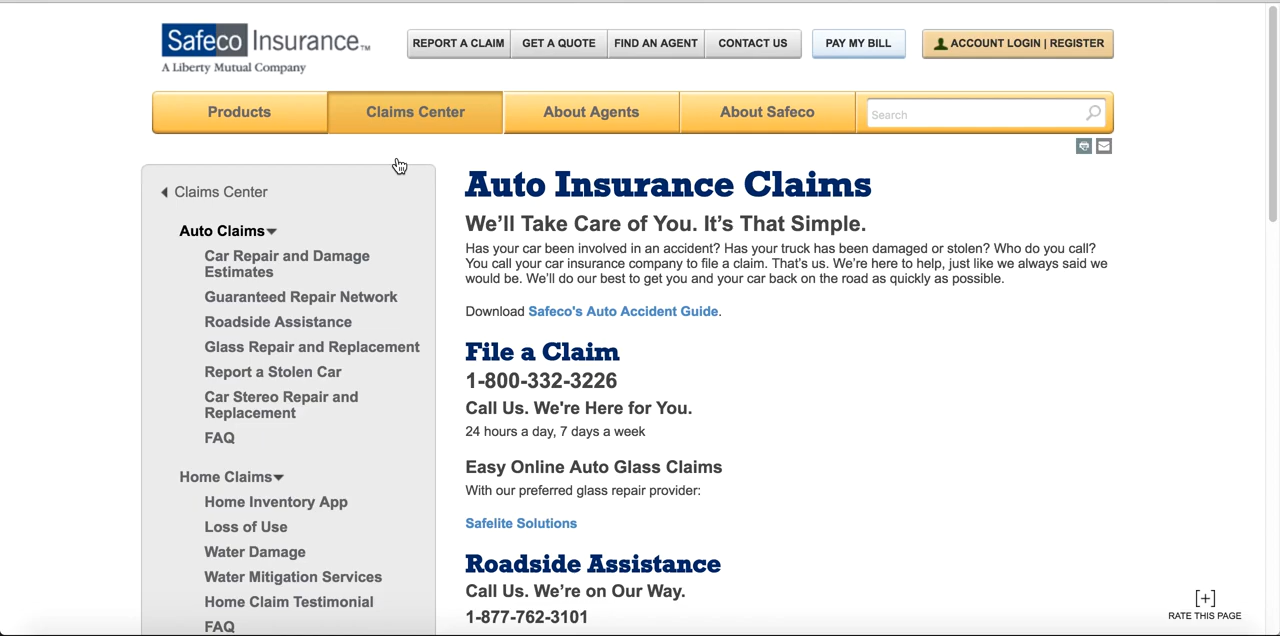 Safeco Insurance™
A Liberty Mutual Company
REPORT A CLAIM
GET A QUOTE
FIND AN AGENT
CONTACT US
PAY MY BILL
ACCOUNT LOGIN | REGISTER
Products
Claims Center
About Agents
About Safeco
Search
Claims Center
Auto Claims
Car Repair and Damage
Estimates
Guaranteed Repair Network
Roadside Assistance
Glass Repair and Replacement
Report a Stolen Car
Car Stereo Repair and
Replacement
FAQ
Home Claims
Home Inventory App
Loss of Use
Water Damage
Water Mitigation Services
Home Claim Testimonial
FAQ
Auto Insurance Claims
We'll Take Care of You. It's That Simple.
Has your car been involved in an accident? Has your truck has been damaged or stolen? Who do you call?
You call your car insurance company to file a claim. That's us. We're here to help, just like we always said we
would be. We'll do our best to get you and your car back on the road as quickly as possible.
Download Safeco's Auto Accident Guide.
File a Claim
1-800-332-3226
Call Us. We're Here for You.
24 hours a day, 7 days a week
Easy Online Auto Glass Claims
With our preferred glass repair provider:
Safelite Solutions
Roadside Assistance
Call Us. We're on Our Way.
1-877-762-3101
[+]
RATE THIS PAGE